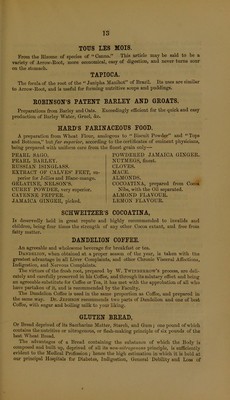 13
TOUS LES MOIS.
From the Rhizome of species of “Canna.” This article may be said to be a
variety of Arrow-Root, more economical, easy of digestion, and never turns sour
on the stomach.
TAPIOCA.
The fecula of the root of the “Janipha Manihot” of Brazil. Its uses are similar
to Arrow-Root, and is useful for forming nutritive soups and puddings.
ROBINSON'S PATENT BARLEY AND GROATS.
Preparations from Barley and Oats. Exceedingly efficient for the quick and easy
production of Barley Water, Gruel, &c.
HARD'S FARINACEOUS FOOD.
A preparation from Wheat Flour, analogous to “Biscuit Powder” and “Tops
and Bottoms,” but far superior, according to the certificates of eminent physicians,
being prepared with uniform care from the finest grain only—
PEARL SAGO.
PEARL BARLEY.
RUSSIAN ISINGLASS.
EXTRACT OF CALVES' FEET, superior
for Jellies and Blanc-mange.
GELATINE, NELSON'S.
CURRY POWDER, very superior.
CAYENNE PEPPER.
JAMAICA GINGER, picked.
POWDERED JAMAICA GINGER.
NUTMEGS, finest.
CLOVES.
MACE.
ALMONDS.
COCOATINA, prepared from Cocoa
Nibs, with the Oil separated.
ALMOND FLAVOUR.
LEMON FLAVOUR.
SCHWEITZER'S COCOATINA,
Is deservedly held in great repute and highly recommended to invalids and
children, being four times the strength of any other Cocoa extant, and free from
fatty matter.
DANDELION COFFEE.
An agreeable and wholesome beverage for breakfast or tea.
DANDELION, when obtained at a proper season of the year, is taken with the
greatest advantage in all Liver Complaints and other Chronic Visceral Affections,
Indigestion, and Nervous Complaints.
The virtues of the fresh root, prepared by W. TWINBERROW'S process, are delicately
and carefully preserved in his Coffee, and through its salutary effect and being
an agreeable substitute for Coffee or Tea, it has met with the approbation of all who
have partaken of it, and is recommended by the Faculty.
The Dandelion Coffee is used in the same proportion as Coffee, and prepared in
the same way. Dr. JEPHSON recommends two parts of Dandelion and one of best
Coffee, with sugar and boiling milk to your liking.
GLUTEN BREAD,
Or Bread deprived of its Saccharine Matter, Starch, and Gum; one pound of which
contains the nutritive or nitrogenous, or flesh-making principle of six pounds of the
best Wheat Bread.
The advantages of a Bread containing the substance of which the Body is
composed and built up, deprived of all its non-nitrogenous principle, is sufficiently
evident to the Medical Profession; hence the high estimation in which it is held at
our principal Hospitals for Diabetes, Indigestion, General Debility and Loss of